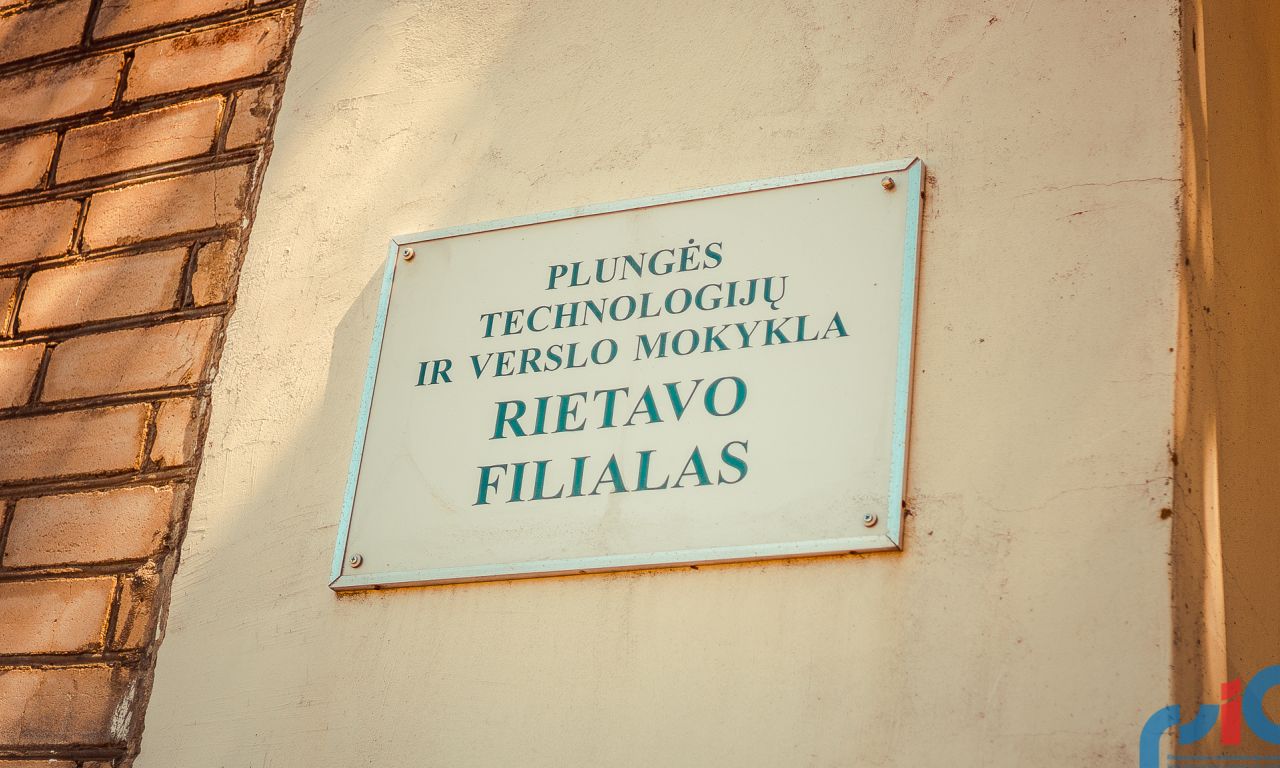 PLUNGĖS
TECHNOLOGIJŲ
IR VERSLO MOKYKLA
RIETAVO
FILIALAS